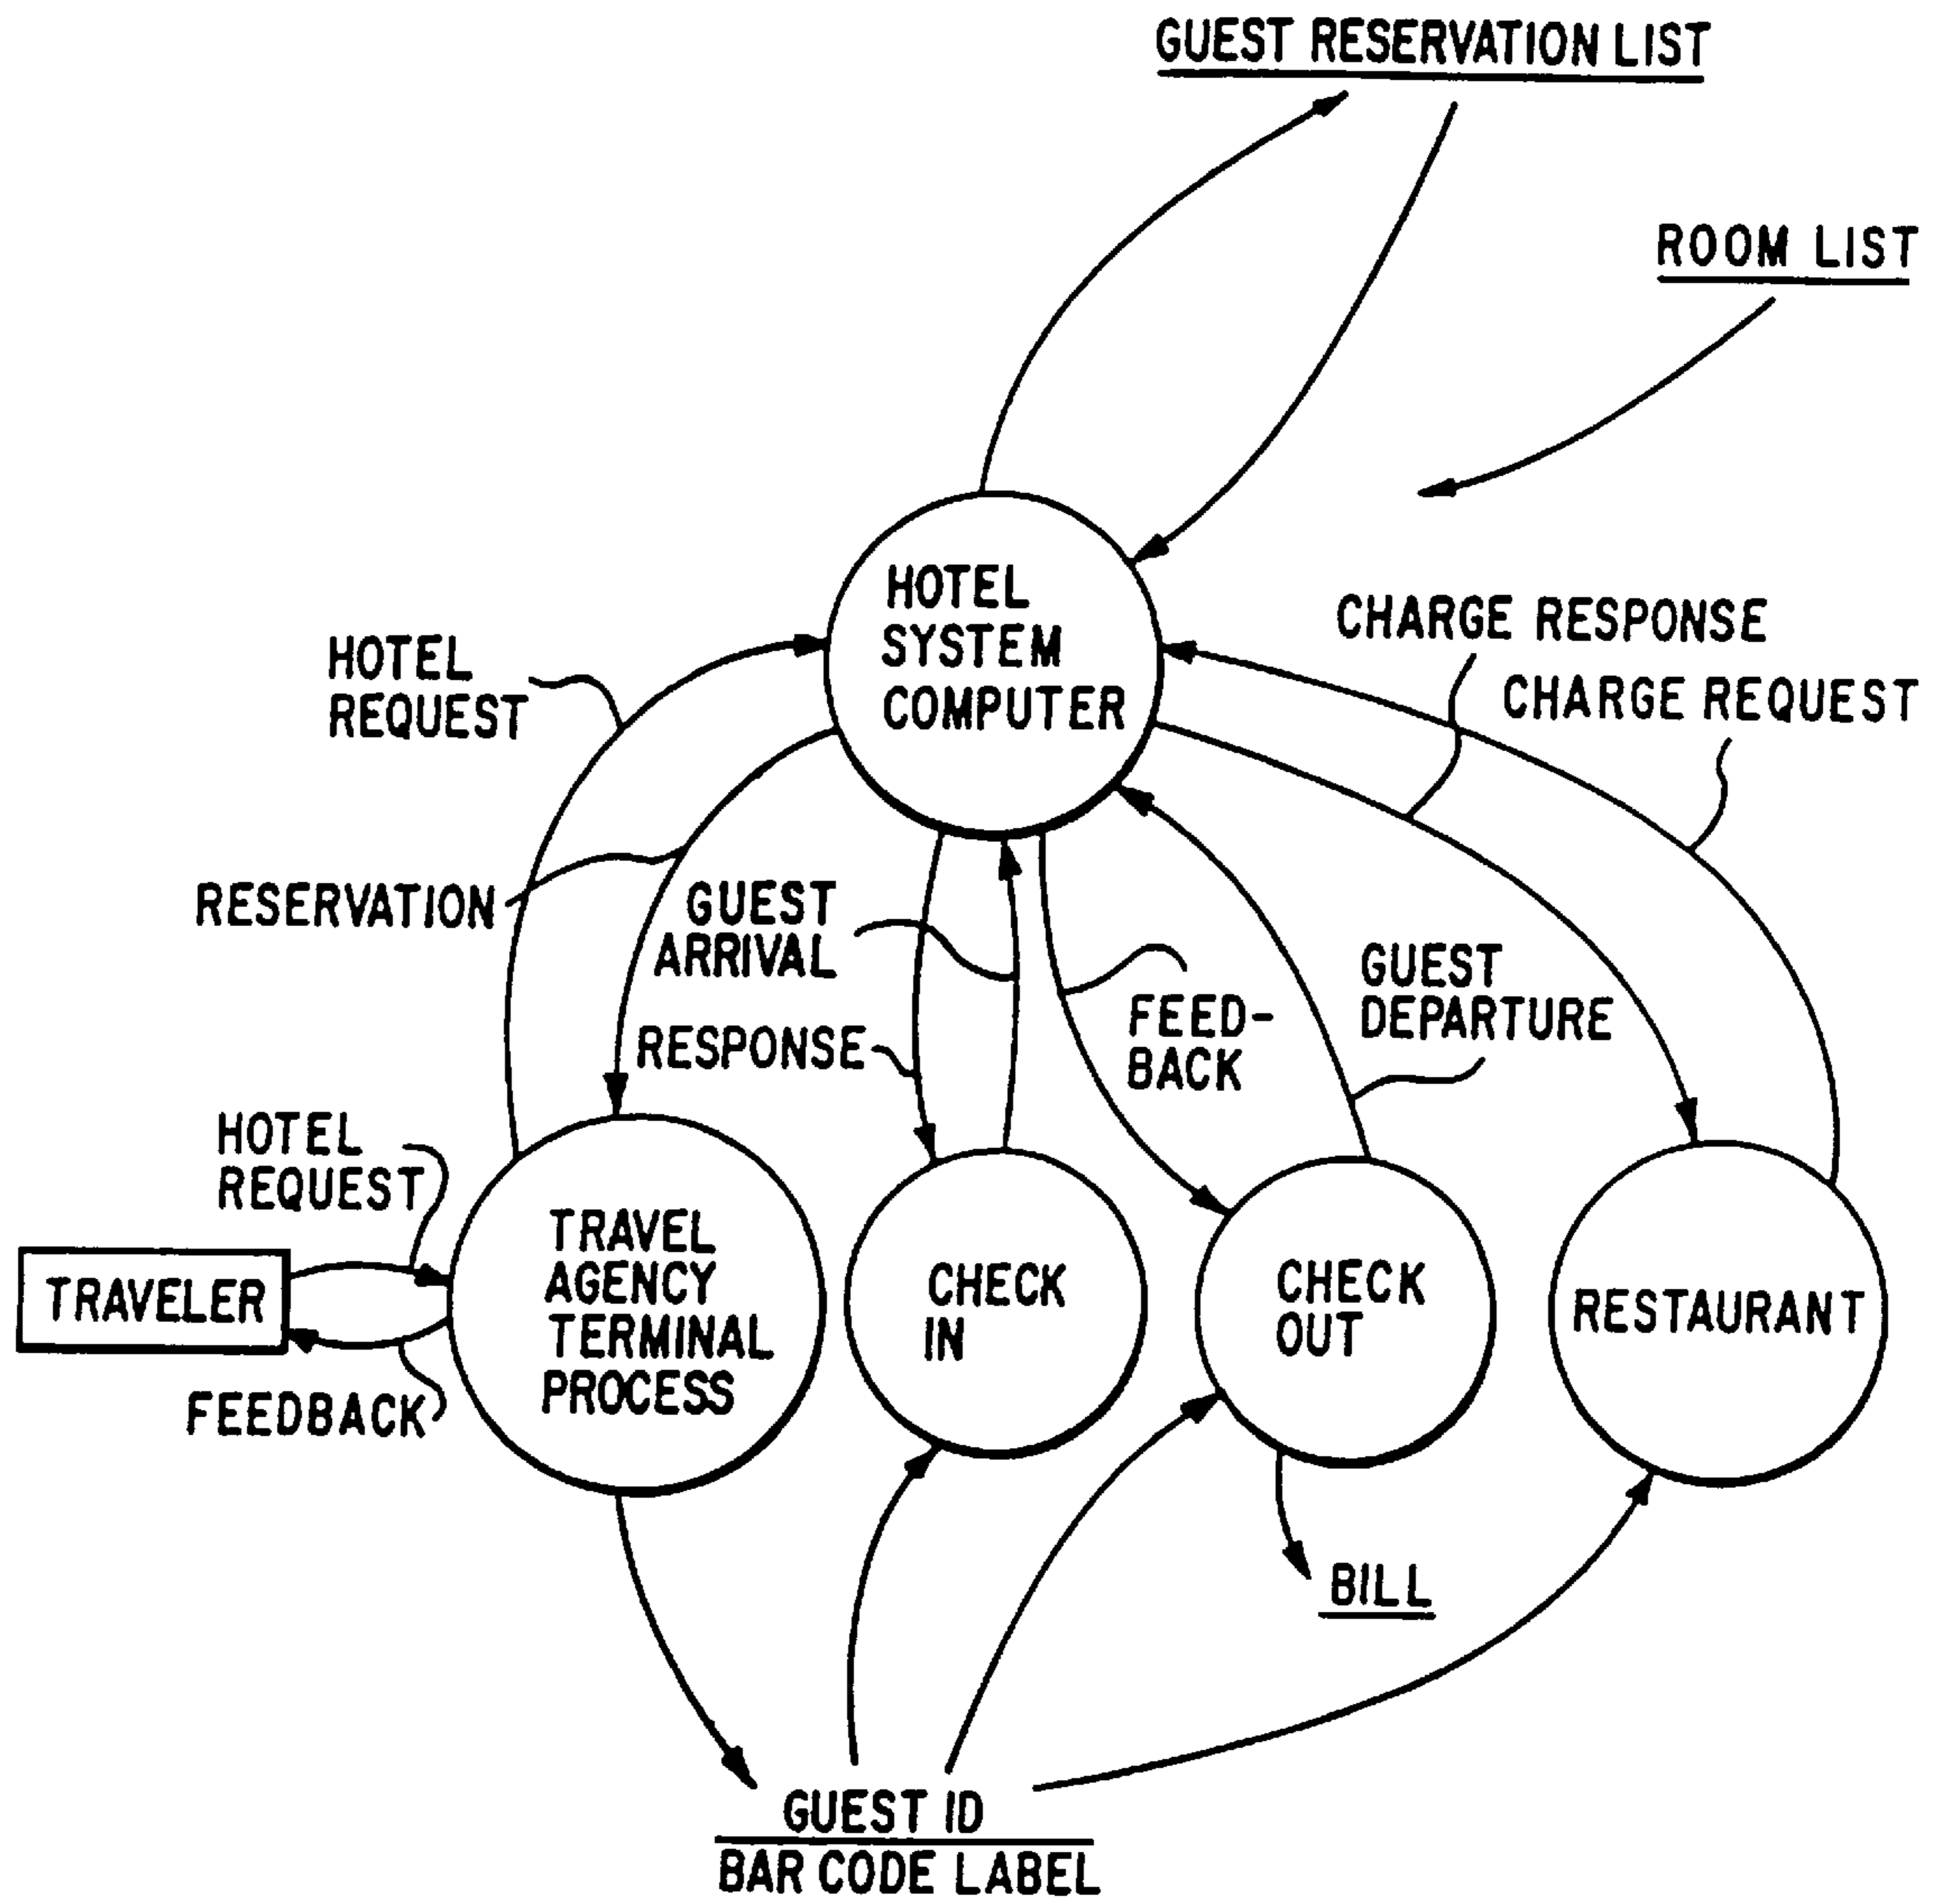 GUEST RESERVATION LIST
ROOM LIST
HOTEL
SYSTEM
COMPUTER
CHARGE RESPONSE
CHARGE REQUEST
HOTEL
REQUEST
RESERVATION
GUEST
ARRIVAL
RESPONSE
FEED-
BACK
GUEST
DEPARTURE
HOTEL
REQUEST
TRAVELER
FEEDBACK
TRAVEL
AGENCY
TERMINAL
PROCESS
CHECK
IN
CHECK
OUT
RESTAURANT
BILL
GUEST ID
BAR CODE LABEL